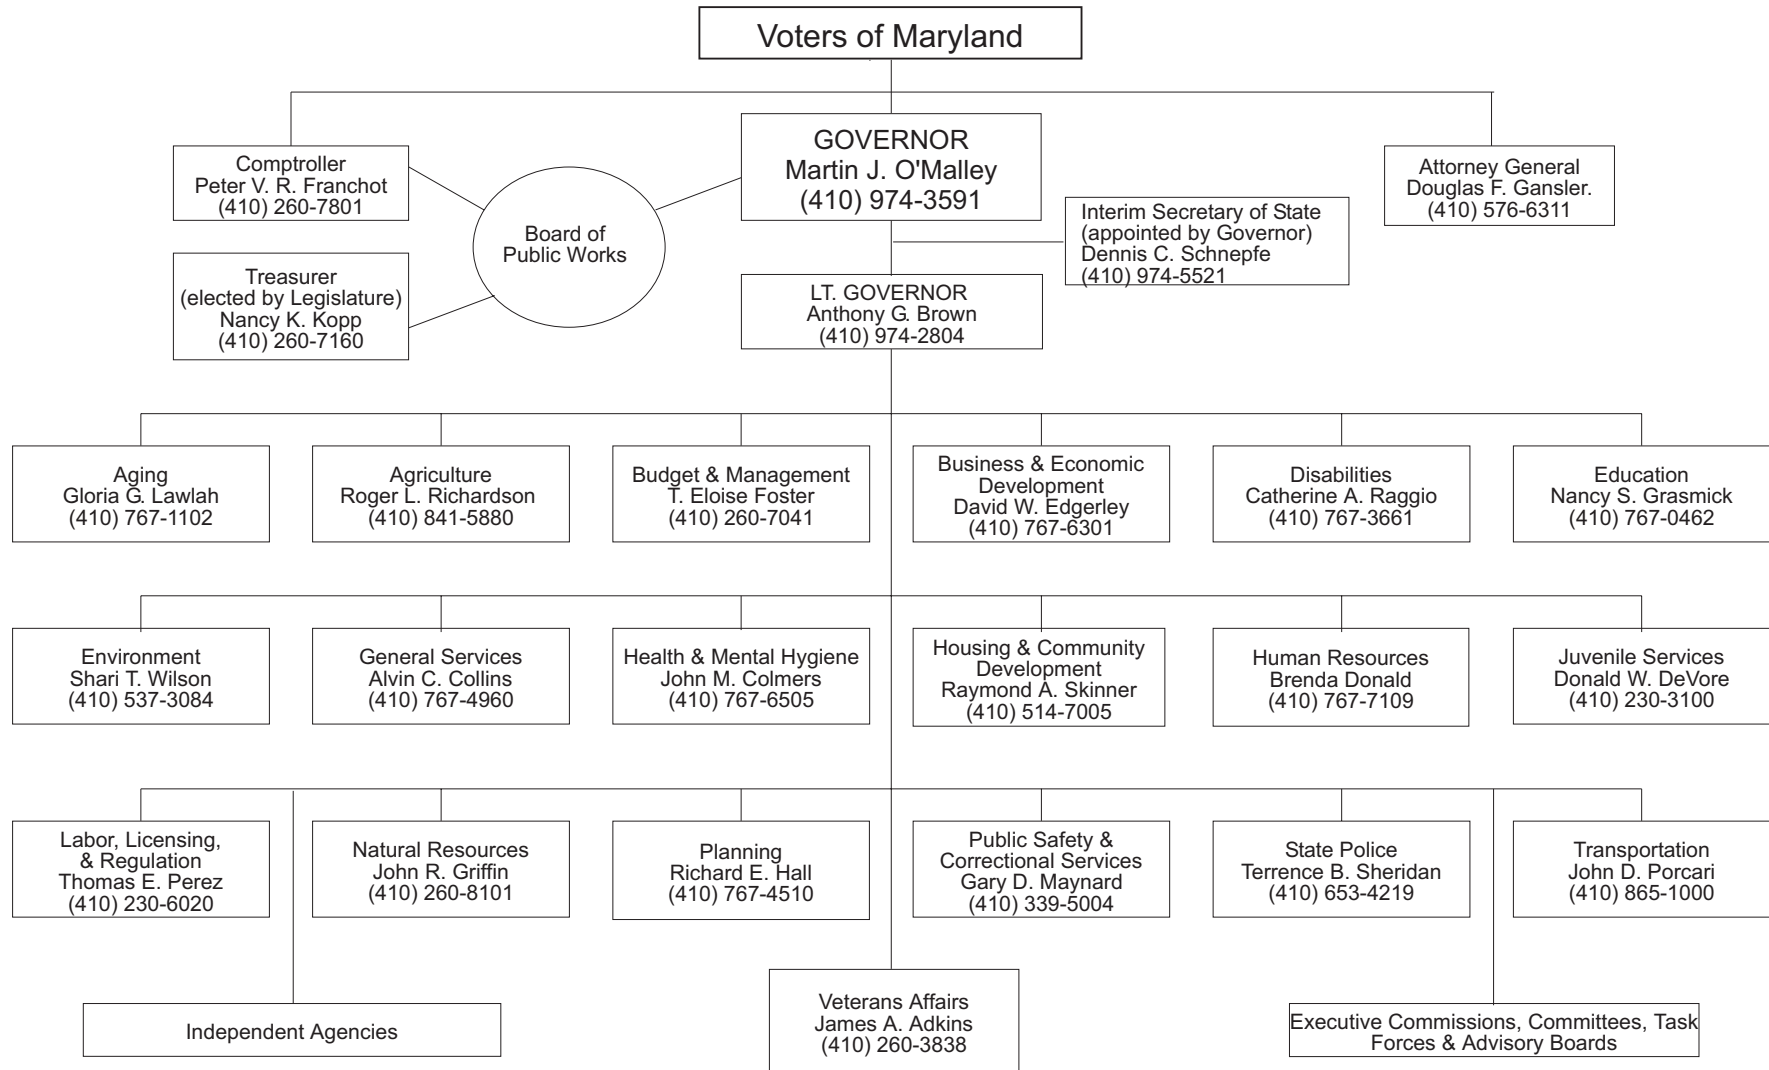 Voters of Maryland
GOVERNOR
Martin J. O'Malley
(410) 974-3591
Comptroller
Peter V. R. Franchot
(410) 260-7801
Attorney General
Douglas F. Gansler.
(410) 576-6311
Board of
Public Works
Interim Secretary of State
(appointed by Governor)
Dennis C. Schnepfe
(410) 974-5521
Treasurer
(elected by Legislature)
Nancy K. Kopp
(410) 260-7160
LT. GOVERNOR
Anthony G. Brown
(410) 974-2804
Aging
Gloria G. Lawlah
(410) 767-1102
Agriculture
Roger L. Richardson
(410) 841-5880
Budget & Management
T. Eloise Foster
(410) 260-7041
Business & Economic
Development
David W. Edgerley
(410) 767-6301
Disabilities
Catherine A. Raggio
(410) 767-3661
Education
Nancy S. Grasmick
(410) 767-0462
Environment
Shari T. Wilson
(410) 537-3084
General Services
Alvin C. Collins
(410) 767-4960
Health & Mental Hygiene
John M. Colmers
(410) 767-6505
Housing & Community
Development
Raymond A. Skinner
(410) 514-7005
Human Resources
Brenda Donald
(410) 767-7109
Juvenile Services
Donald W. DeVore
(410) 230-3100
Labor, Licensing,
& Regulation
Thomas E. Perez
(410) 230-6020
Natural Resources
John R. Griffin
(410) 260-8101
Planning
Richard E. Hall
(410) 767-4510
Public Safety &
Correctional Services
Gary D. Maynard
(410) 339-5004
State Police
Terrence B. Sheridan
(410) 653-4219
Transportation
John D. Porcari
(410) 865-1000
Independent Agencies
Veterans Affairs
James A. Adkins
(410) 260-3838
Executive Commissions, Committees, Task
Forces & Advisory Boards